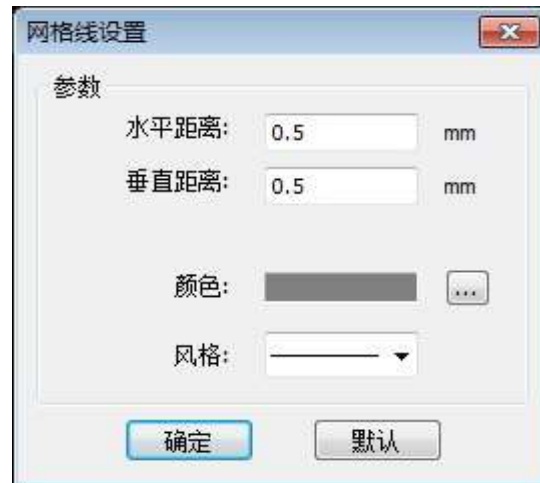 网格线设置
参数
水平距离: 0.5 mm
垂直距离: 0.5 mm
颜色: ...
风格:
确定 默认